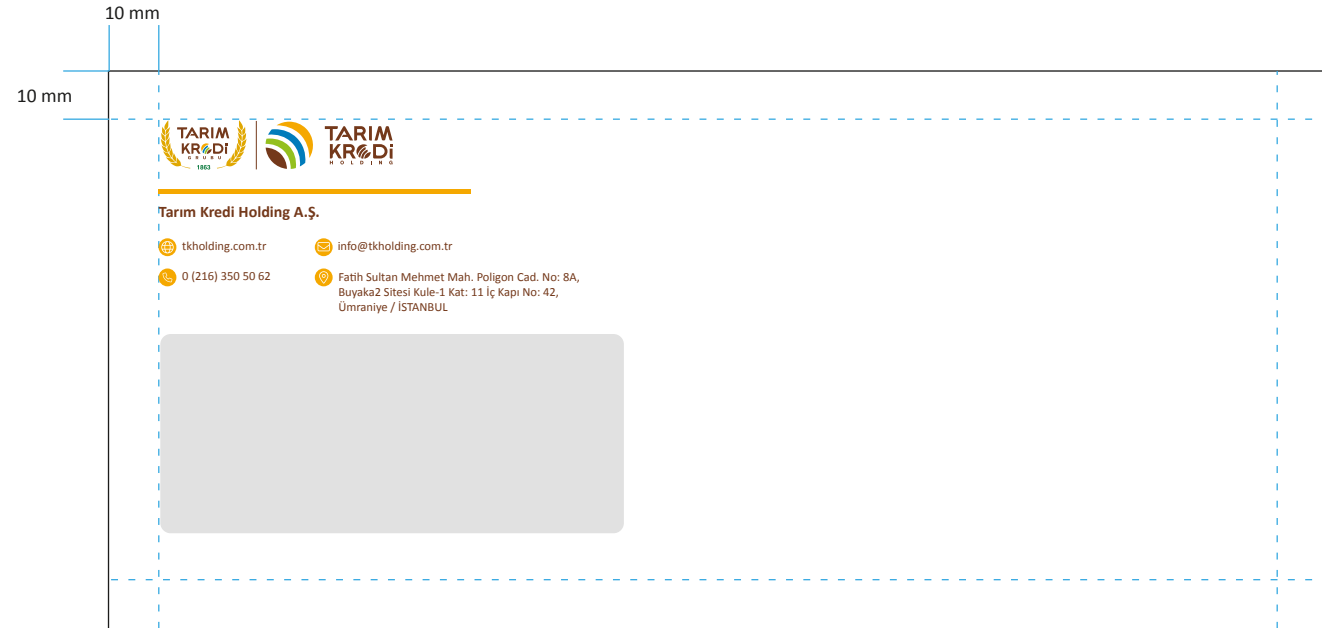 10 mm
10 mm
TARIM
KREDİ
GRUBU
1863
TARIM
KREDİ
HOLDING
Tarım Kredi Holding A.Ş.
tkholding.com.tr
info@tkholding.com.tr
0 (216) 350 50 62
Fatih Sultan Mehmet Mah. Poligon Cad. No: 8A,
Buyaka2 Sitesi Kule-1 Kat: 11 İç Kapı No: 42,
Ümraniye / İSTANBUL